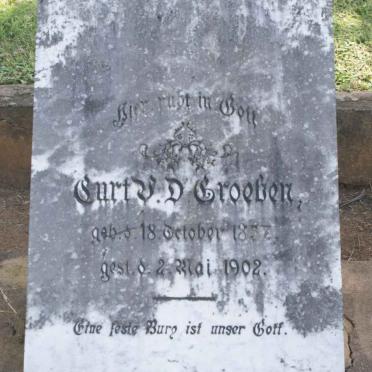 Hier ruht in Gott
Curt V. D Groeben,
geb. d. 18. October
gest. d. 2. Mai 1902.
Eine feste Burg ist unser Gott.